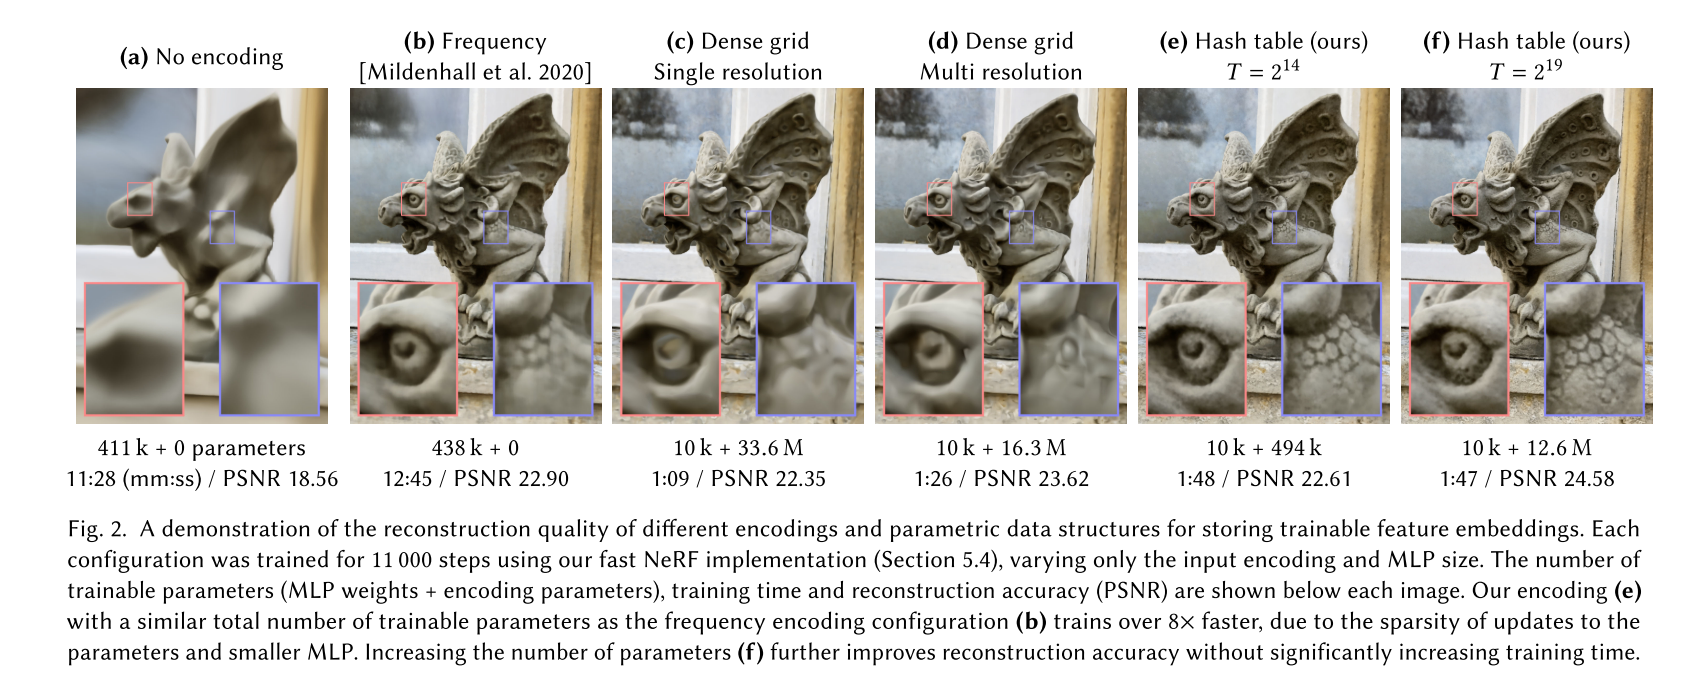 (a) No encoding
(b) Frequency
[Mildenhall et al. 2020]
(c) Dense grid
Single resolution
(d) Dense grid
Multi resolution
(e) Hash table (ours)
T = 2¹⁴
(f) Hash table (ours)
T = 2¹⁹
411 k + 0 parameters
11:28 (mm:ss) / PSNR 18.56
438 k + 0
12:45 / PSNR 22.90
10 k + 33.6 M
1:09 / PSNR 22.35
10 k + 16.3 M
1:26 / PSNR 23.62
10 k + 494 k
1:48 / PSNR 22.61
10 k + 12.6 M
1:47 / PSNR 24.58
Fig. 2. A demonstration of the reconstruction quality of different encodings and parametric data structures for storing trainable feature embeddings. Each
configuration was trained for 11 000 steps using our fast NeRF implementation (Section 5.4), varying only the input encoding and MLP size. The number of
trainable parameters (MLP weights + encoding parameters), training time and reconstruction accuracy (PSNR) are shown below each image. Our encoding (e)
with a similar total number of trainable parameters as the frequency encoding configuration (b) trains over 8× faster, due to the sparsity of updates to the
parameters and smaller MLP. Increasing the number of parameters (f) further improves reconstruction accuracy without significantly increasing training time.